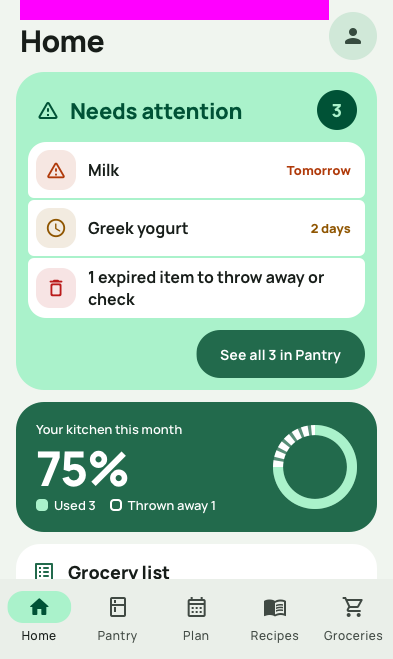 Home
Needs attention
3
Milk
Tomorrow
Greek yogurt
2 days
1 expired item to throw away or
check
See all 3 in Pantry
Your kitchen this month
75%
Used 3
Thrown away 1
Grocery list
Home
Pantry
Plan
Recipes
Groceries